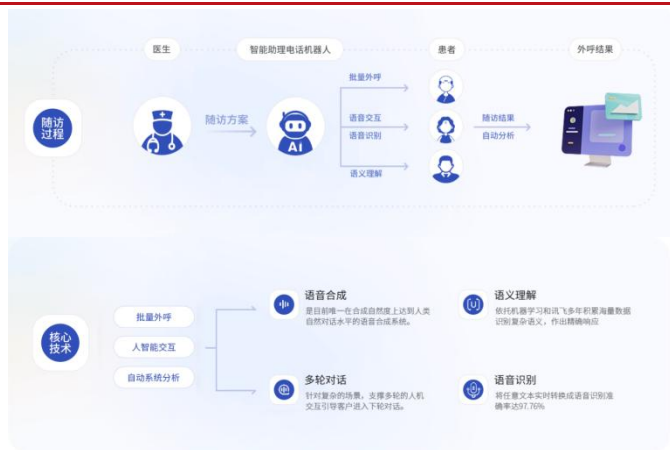 医生
智能助理电话机器人
患者
外呼结果
随访
过程
随访方案
AI
批量外呼
语音交互
语音识别
语义理解
随访结果
自动分析
核心
技术
批量外呼
人智能交互
自动系统分析
语音合成
是目前唯一在合成自然度上达到人类
自然对话水平的语音合成系统。
语义理解
依托机器学习和讯飞多年积累海量数据
识别复杂语义，作出精确响应
多轮对话
针对复杂的场景，支撑多轮的人机
交互引导客户进入下轮对话。
语音识别
将任意文本实时转换成语音识别准
确率达97.76%